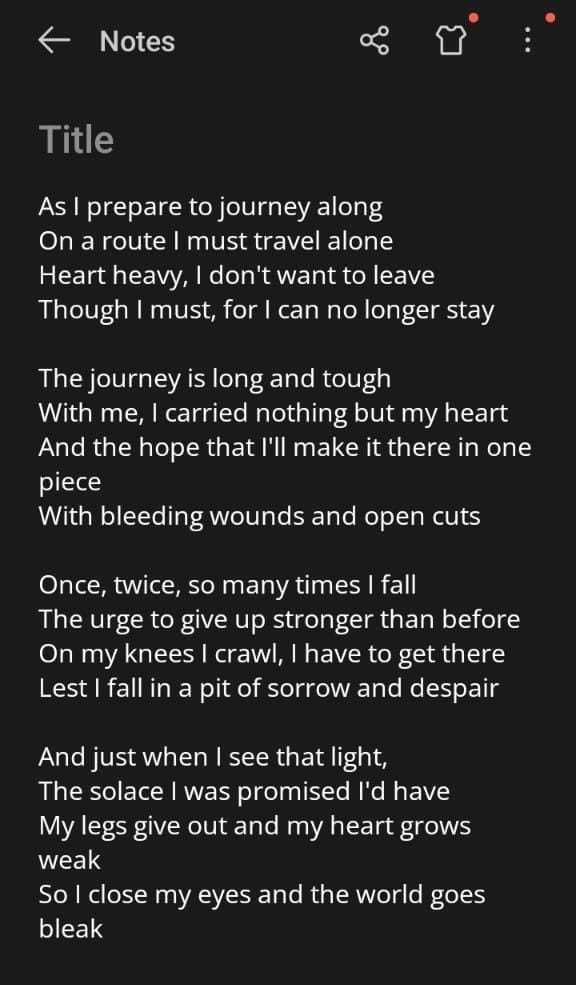 Notes
Title
As I prepare to journey along
On a route I must travel alone
Heart heavy, I don't want to leave
Though I must, for I can no longer stay
The journey is long and tough
With me, I carried nothing but my heart
And the hope that I'll make it there in one
piece
With bleeding wounds and open cuts
Once, twice, so many times I fall
The urge to give up stronger than before
On my knees I crawl, I have to get there
Lest I fall in a pit of sorrow and despair
And just when I see that light,
The solace I was promised I'd have
My legs give out and my heart grows
weak
So I close my eyes and the world goes
bleak